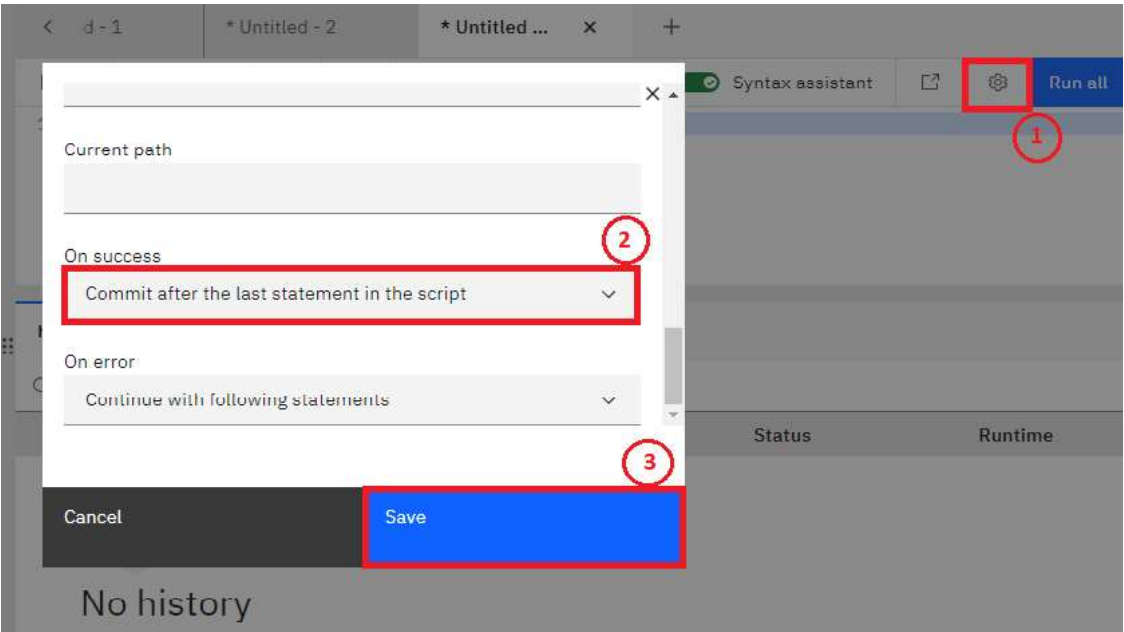 d - 1
* Untitled - 2
* Untitled ...
Syntax assistant
Run all
1
Current path
2
On success
Commit after the last statement in the script
On error
Continue with following statements
Status
Runtime
3
Cancel
Save
No history